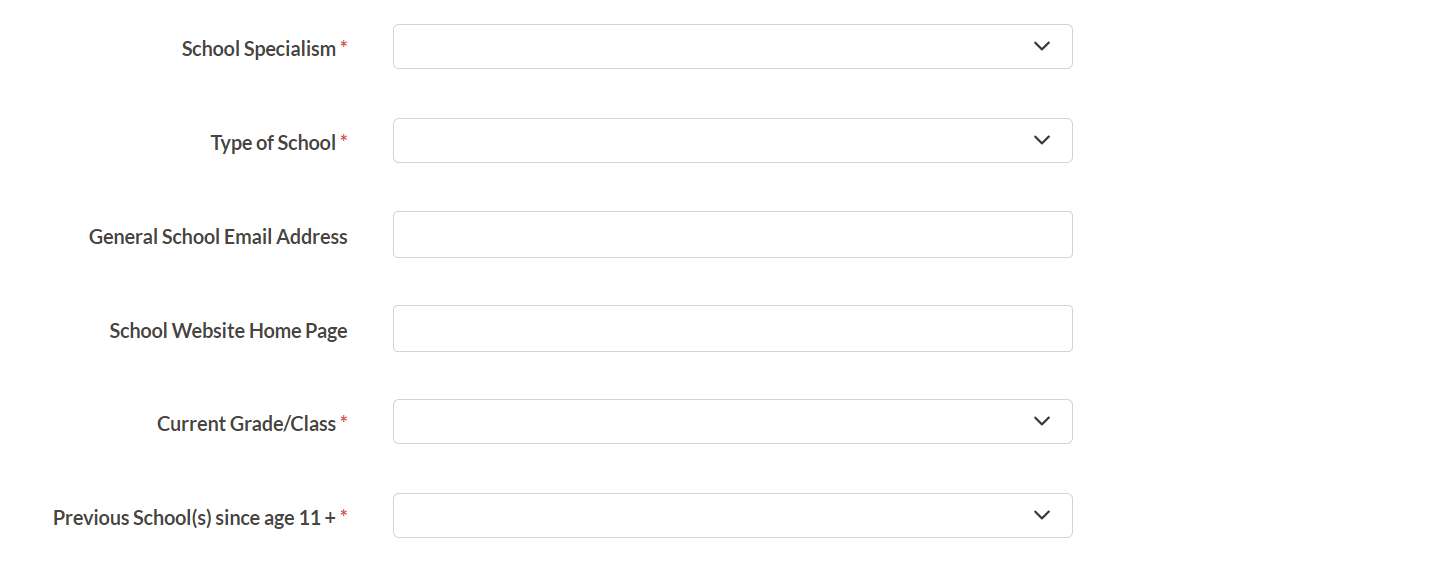 School Specialism *
Type of School *
General School Email Address
School Website Home Page
Current Grade/Class *
Previous School(s) since age 11 + *